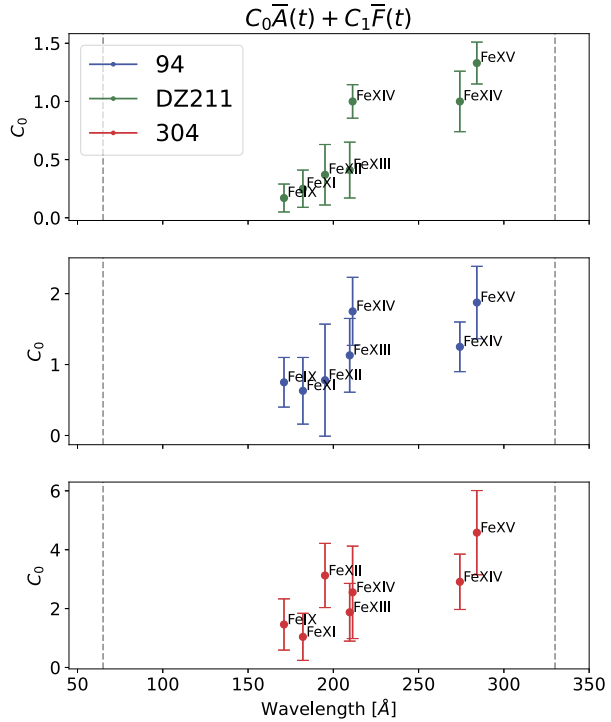 C₀A̅(t) + C₁F̅(t)
94
DZ211
304
C₀
1.5
1.0
0.5
0.0
FeIX
FeXI
FeXII
FeXIII
FeXIV
FeXIV
FeXV
C₀
2
1
0
FeIX
FeXI
FeXII
FeXIII
FeXIV
FeXIV
FeXV
C₀
6
4
2
0
FeIX
FeXI
FeXII
FeXIII
FeXIV
FeXIV
FeXV
50 100 150 200 250 300 350
Wavelength [Å]